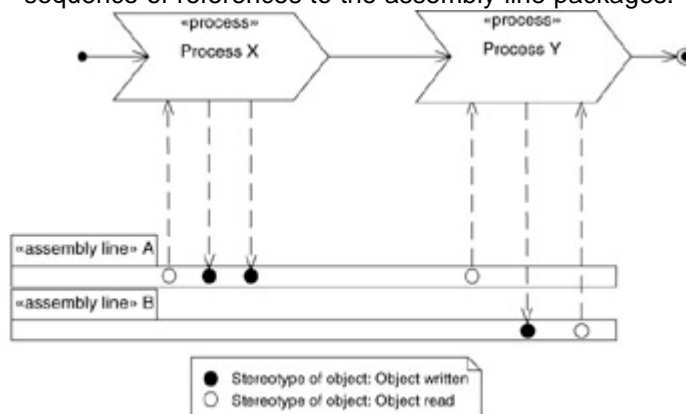 sequence of references to the assembly line packages.
«process»
Process X
«process»
Process Y
«assembly line» A
«assembly line» B
Stereotype of object: Object written
Stereotype of object: Object read